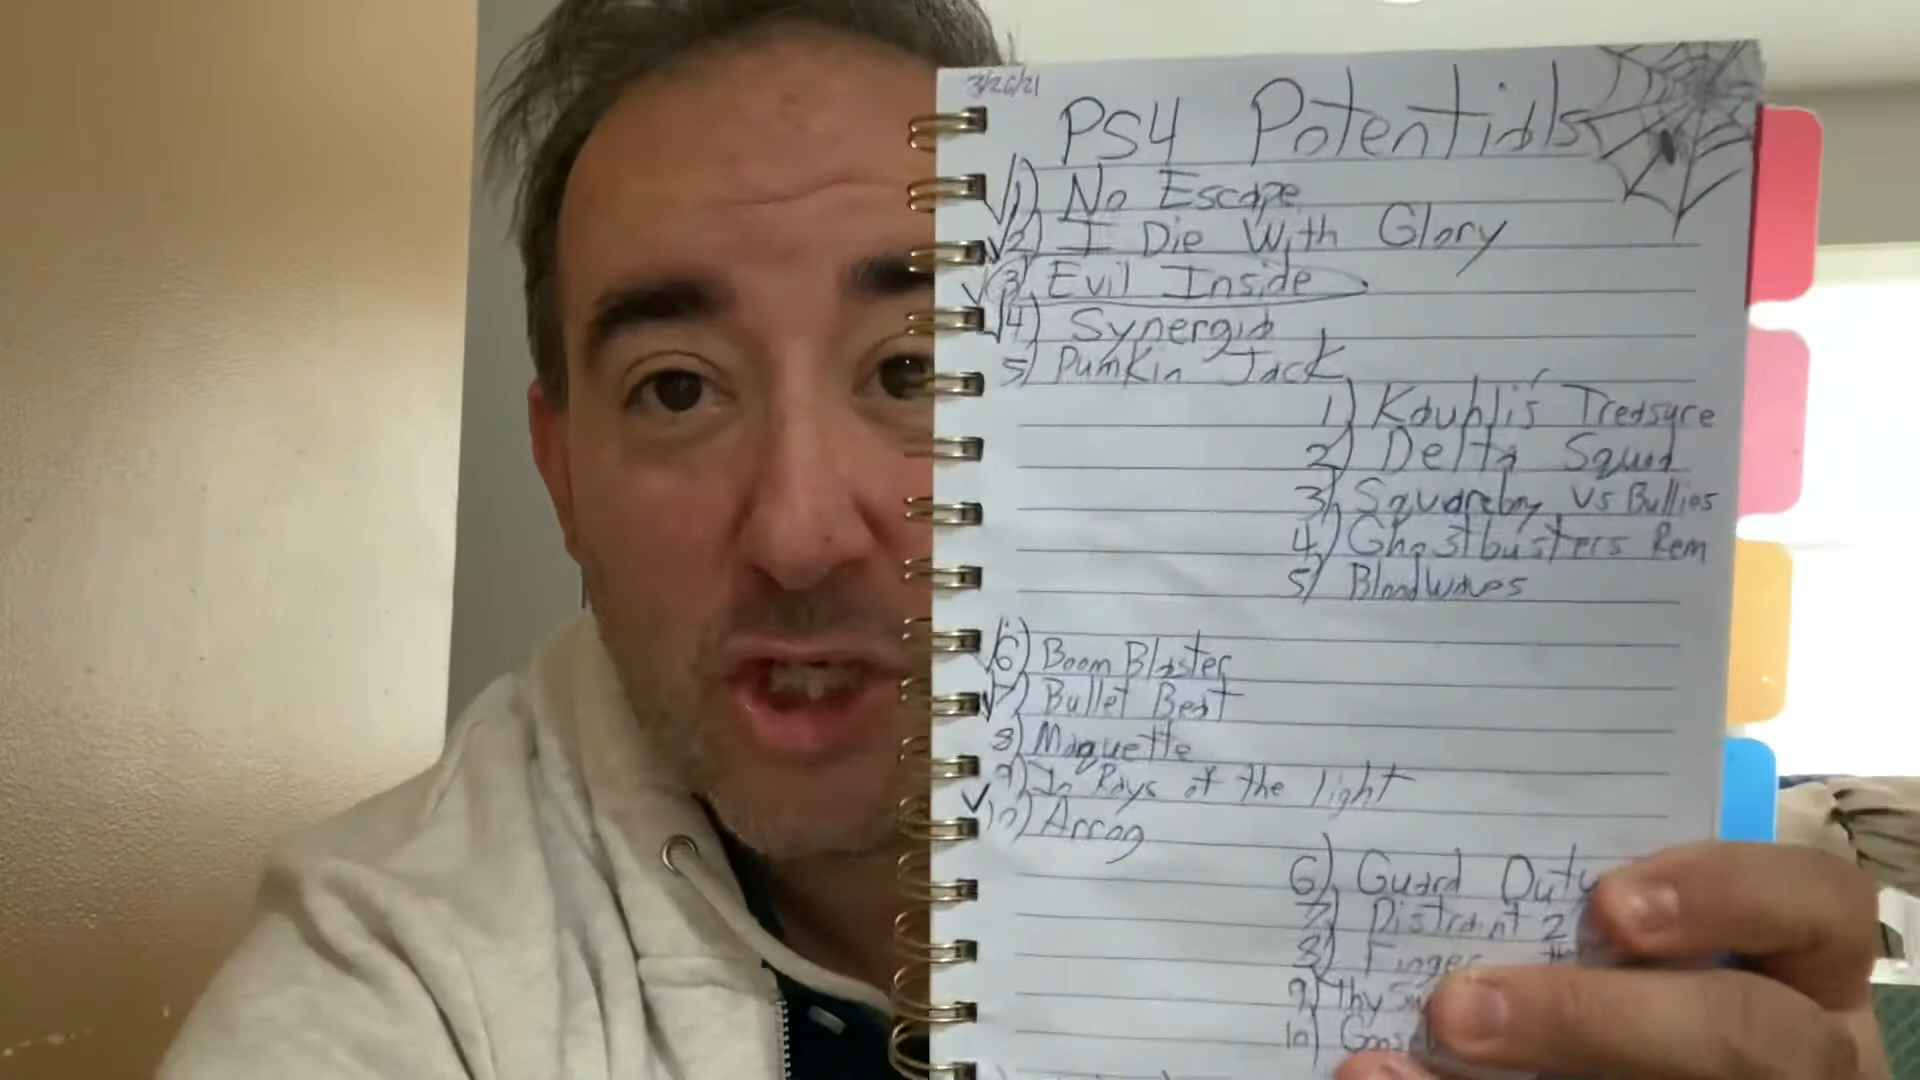 3/26/21
PS4 Potentials
1) No Escape
2) I Die With Glory
3) Evil Inside
4) Synergia
5) Pumkin Jack
1) Kauhli's Treasure
2) Delta Squad
3) Squareboy vs Bullies
4) Ghostbusters Rem
5) Bloodwaves
6) Boom Blaster
7) Bullet Beat
8) Maquette
9) In Rays of the light
10) Arrog
6) Guard Duty
7) Distraint 2
8) Finger
9) Thy
10)